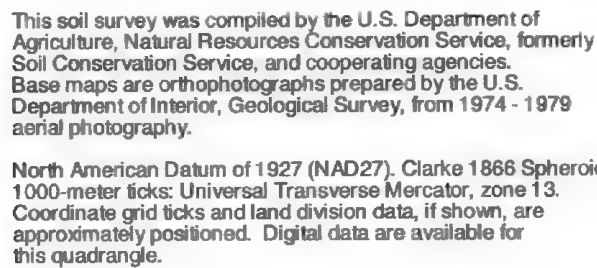 This soil survey was compiled by the U.S. Department of
Agriculture, Natural Resources Conservation Service, formerly
Soil Conservation Service, and cooperating agencies.
Base maps are orthophotographs prepared by the U.S.
Department of Interior, Geological Survey, from 1974 - 1979
aerial photography.

North American Datum of 1927 (NAD27). Clarke 1866 Spheroid
1000-meter ticks: Universal Transverse Mercator, zone 13.
Coordinate grid ticks and land division data, if shown, are
approximately positioned. Digital data are available for
this quadrangle.